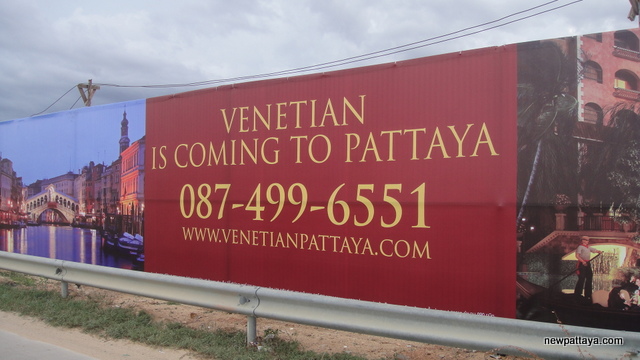 VENETIAN
IS COMING TO PATTAYA
087-499-6551
WWW.VENETIANPATTAYA.COM
newpattaya.com